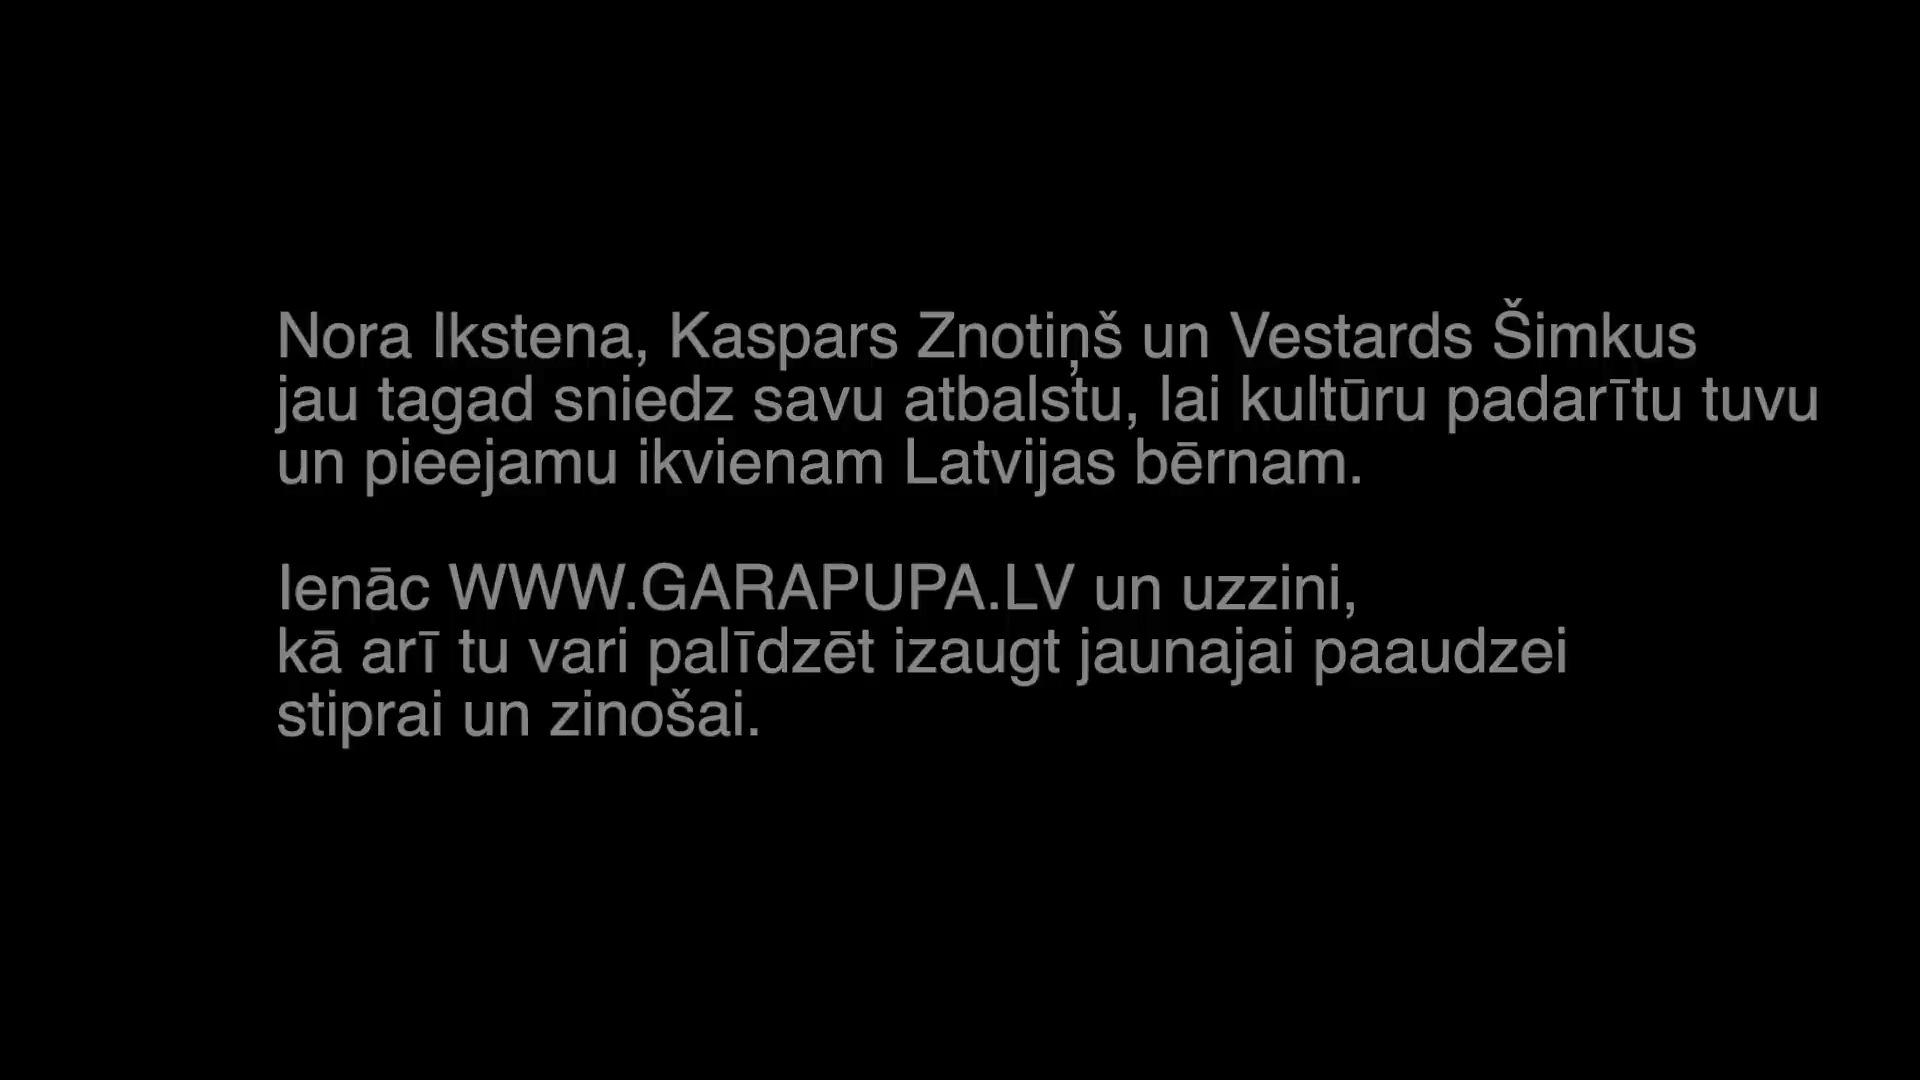 Nora Ikstena, Kaspars Znotiņš un Vestards Šimkus
jau tagad sniedz savu atbalstu, lai kultūru padarītu tuvu
un pieejamu ikvienam Latvijas bērnam.
Ienāc WWW.GARAPUPA.LV un uzzini,
kā arī tu vari palīdzēt izaugt jaunajai paaudzei
stiprai un zinošai.